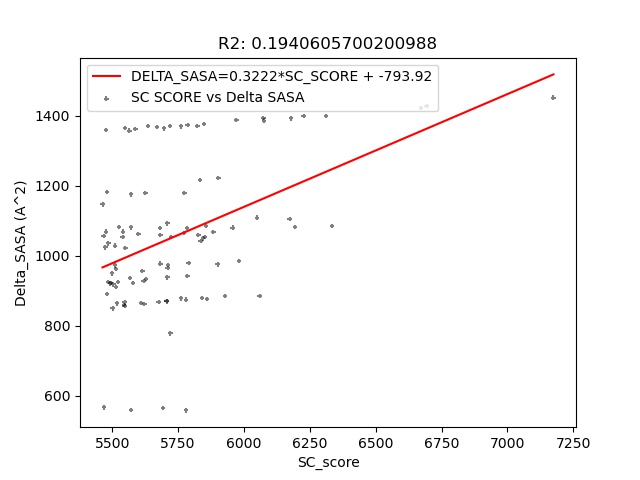 R2: 0.1940605700200988
DELTA_SASA=0.3222*SC_SCORE + -793.92
SC SCORE vs Delta SASA
Delta_SASA (A^2)
1400
1200
1000
800
600
5500 5750 6000 6250 6500 6750 7000 7250
SC_score